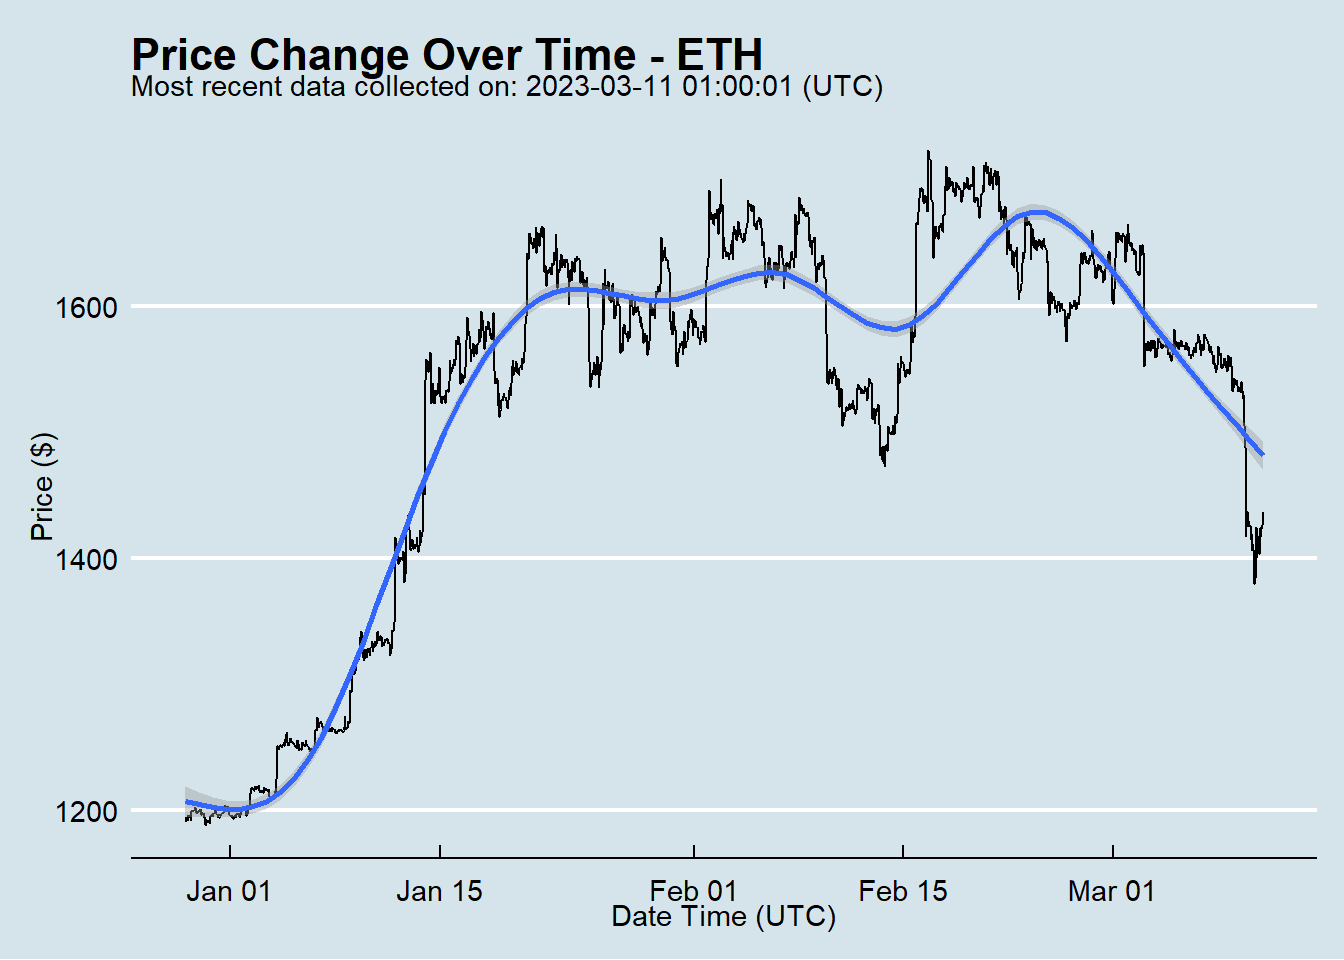 Price Change Over Time - ETH
Most recent data collected on: 2023-03-11 01:00:01 (UTC)
Price ($)
1600
1400
1200
Jan 01
Jan 15
Feb 01
Feb 15
Mar 01
Date Time (UTC)